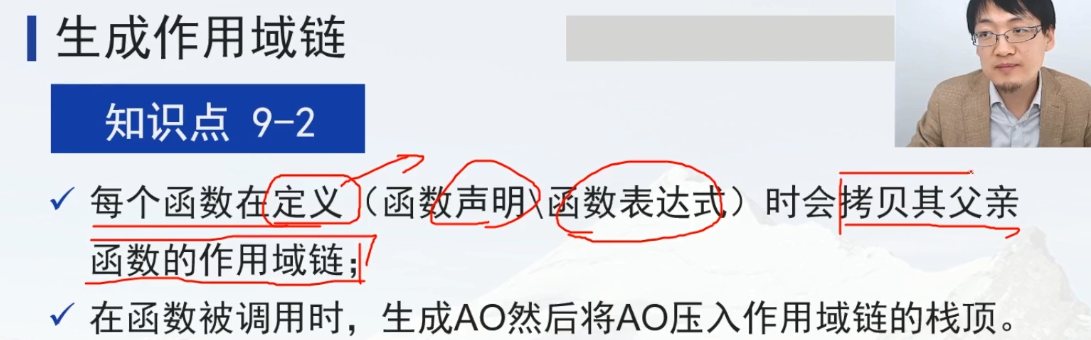 生成作用域链
知识点 9-2
✓ 每个函数在定义（函数声明\函数表达式）时会拷贝其父亲
函数的作用域链；
✓ 在函数被调用时，生成AO然后将AO压入作用域链的栈顶。